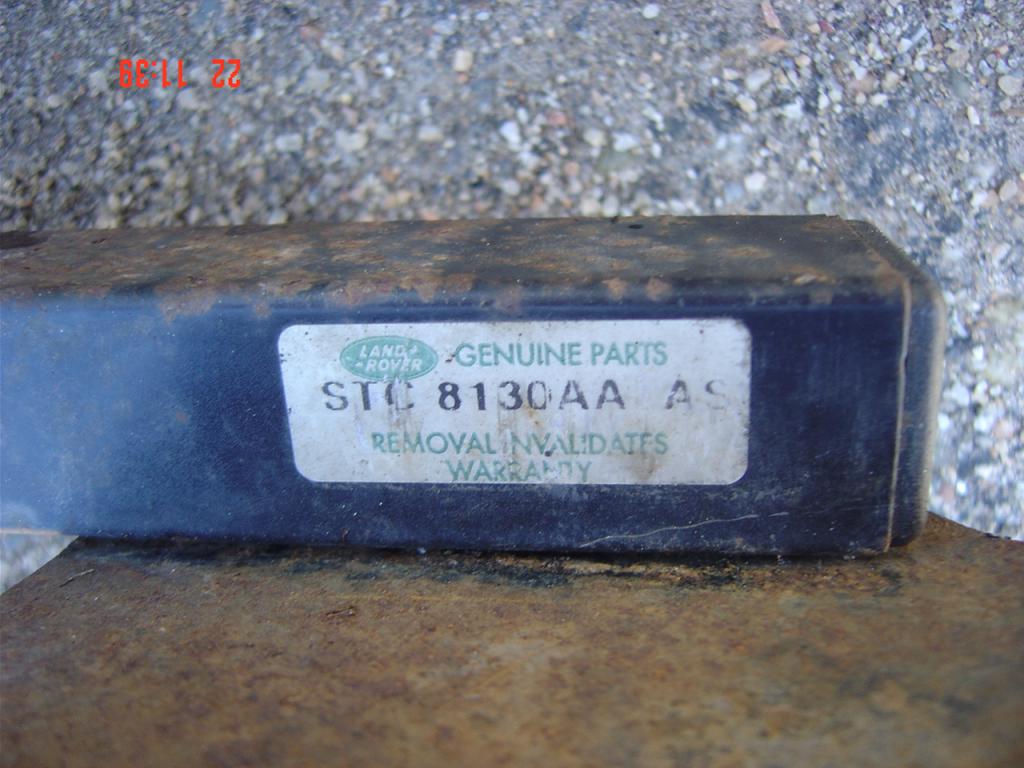 22 11:39
LAND
ROVER
GENUINE PARTS
STC 8130AA AS
REMOVAL INVALIDATES
WARRANTY